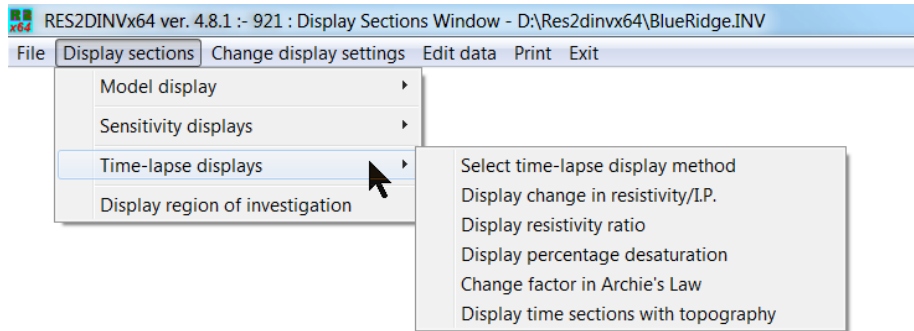 RES2DINVx64 ver. 4.8.1 :- 921 : Display Sections Window - D:\Res2dinvx64\BlueRidge.INV
File Display sections Change display settings Edit data Print Exit
Model display
Sensitivity displays
Time-lapse displays
Display region of investigation
Select time-lapse display method
Display change in resistivity/I.P.
Display resistivity ratio
Display percentage desaturation
Change factor in Archie's Law
Display time sections with topography